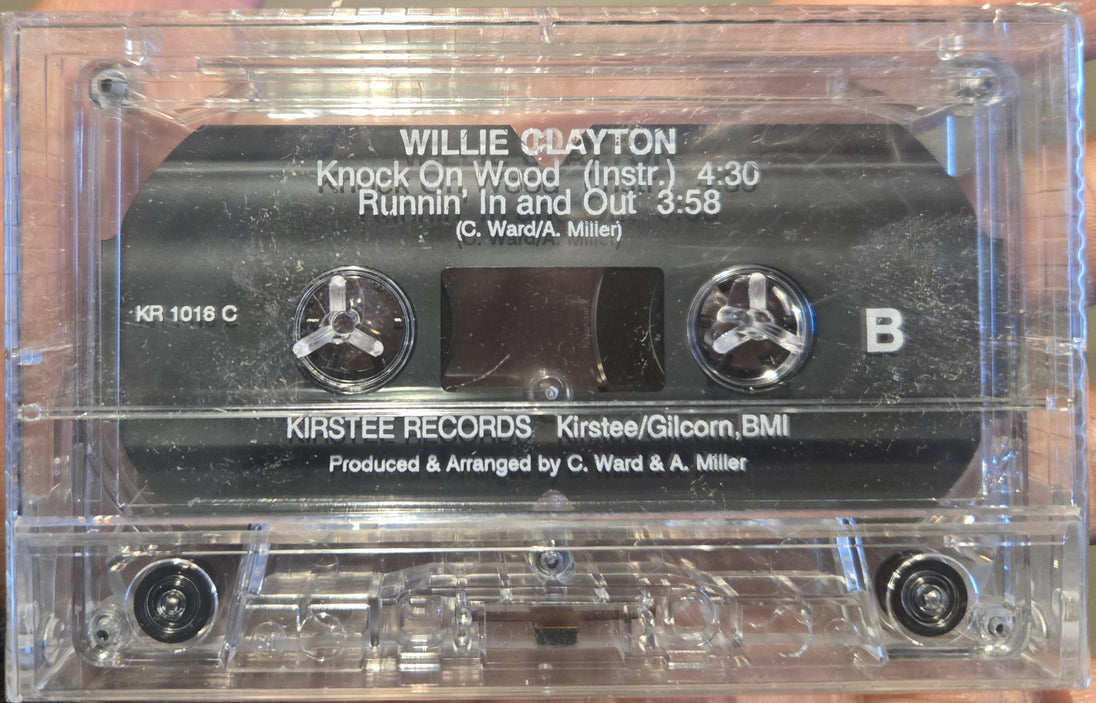 WILLIE CLAYTON
Knock On Wood (Instr.) 4:30
Runnin' In and Out 3:58
(C. Ward/A. Miller)
KR 1016 C
B
KIRSTEE RECORDS Kirstee/Gilcorn,BMI
Produced & Arranged by C. Ward & A. Miller